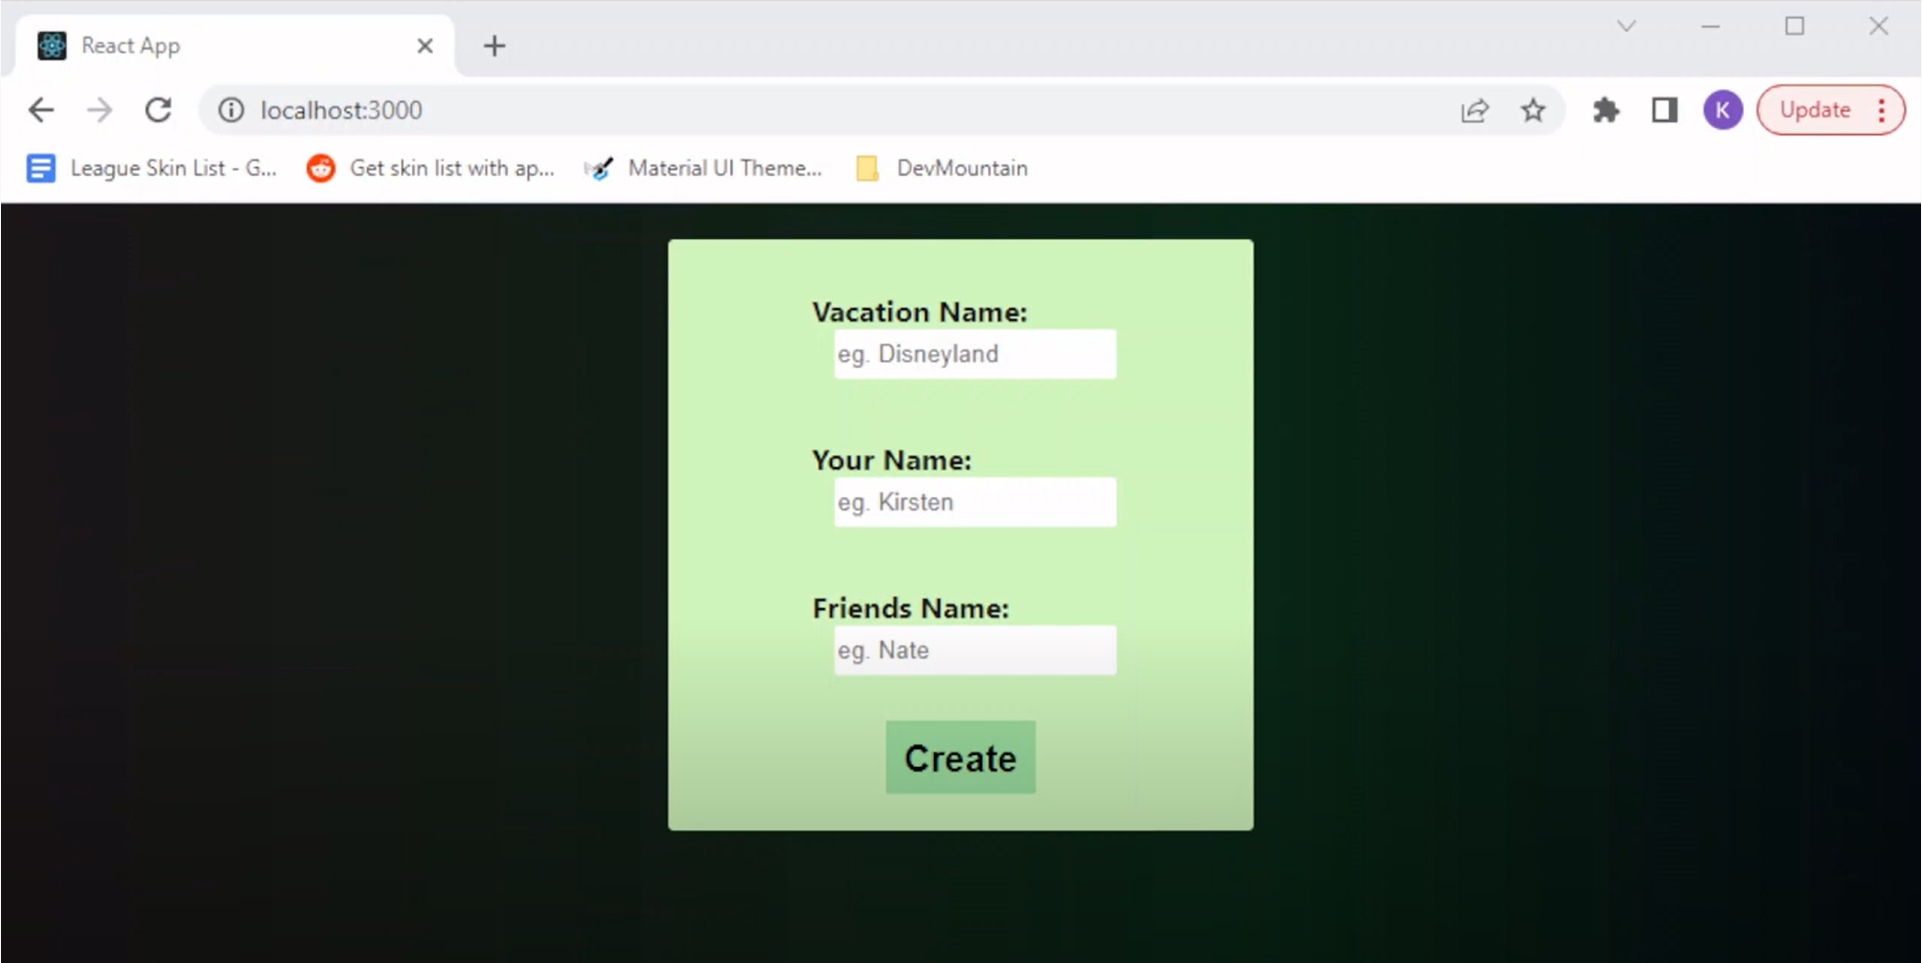 React App
localhost:3000
K
Update
League Skin List - G...
Get skin list with ap...
Material UI Theme...
DevMountain
Vacation Name:
eg. Disneyland
Your Name:
eg. Kirsten
Friends Name:
eg. Nate
Create